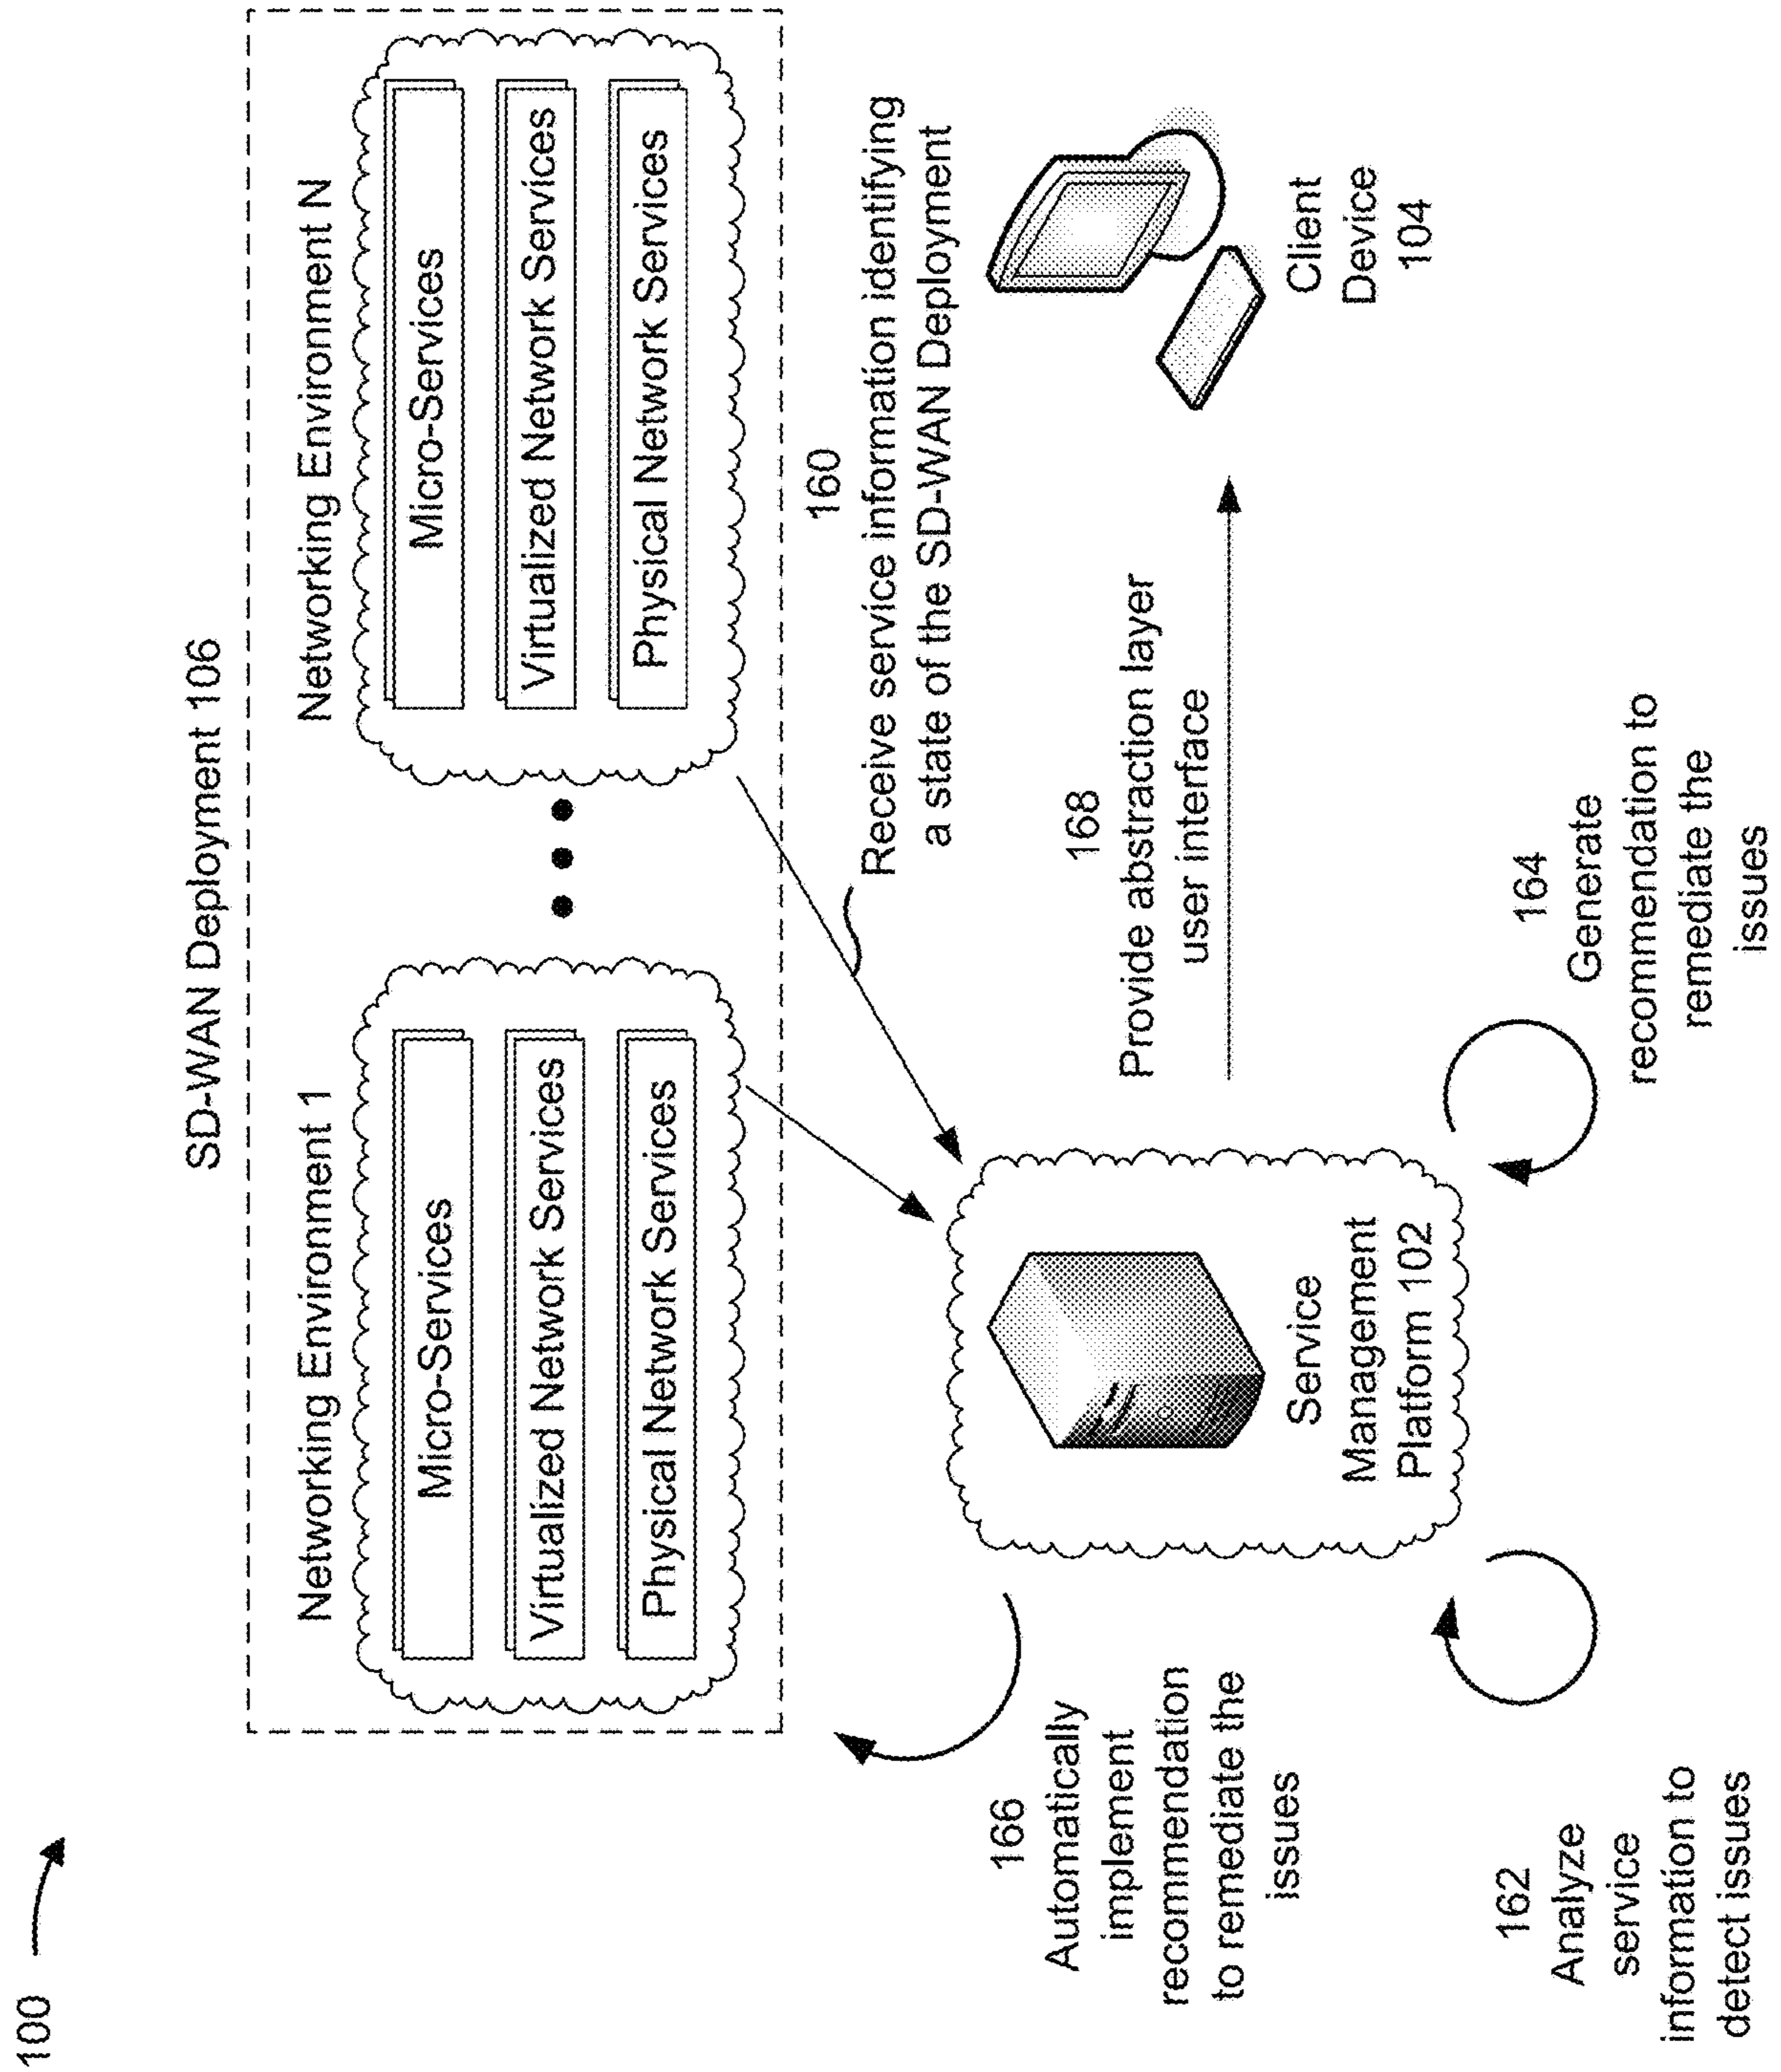 100
SD-WAN Deployment 106
Networking Environment 1
Micro-Services
Virtualized Network Services
Physical Network Services
Networking Environment N
Micro-Services
Virtualized Network Services
Physical Network Services
160
Receive service information identifying
a state of the SD-WAN Deployment
166
Automatically
implement
recommendation
to remediate the
issues
Service
Management
Platform 102
168
Provide abstraction layer
user interface
Client
Device
104
162
Analyze
service
information to
detect issues
164
Generate
recommendation to
remediate the
issues